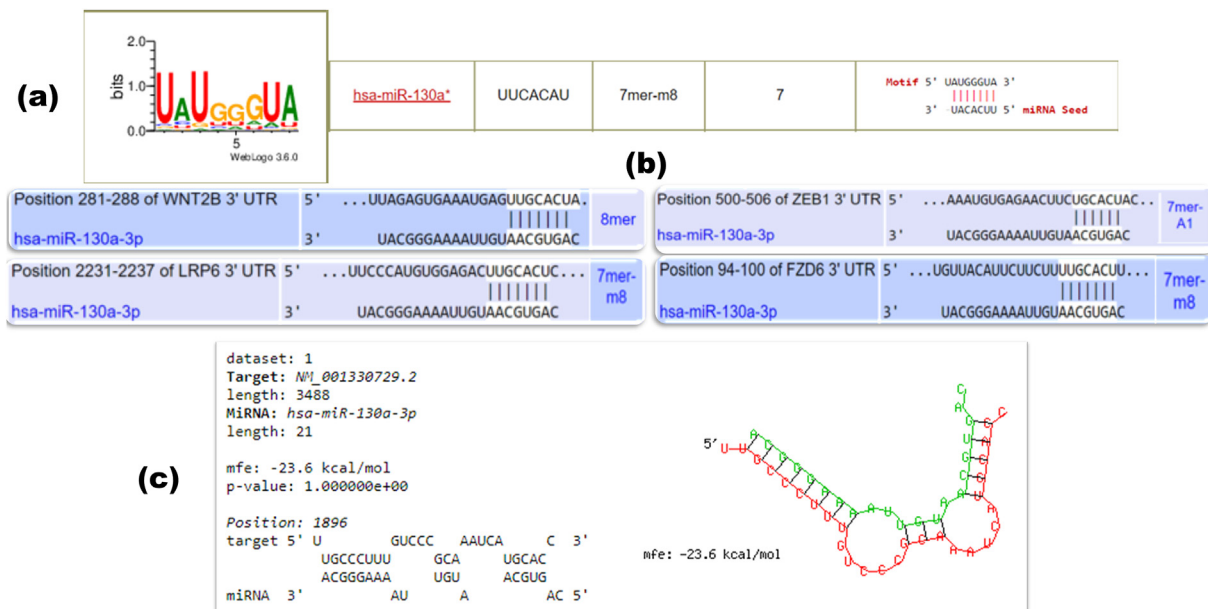 (a)
2.0
1.0
0.0
bits
UAUGGGUA
5
WebLogo 3.6.0
hsa-miR-130a*
UUCACAU
7mer-m8
7
Motif 5' UAUGGGUA 3'
3' UACACUU 5' miRNA Seed
(b)
Position 281-288 of WNT2B 3' UTR 5' ...UUAGAGUGAAAUGAGUUGCACUA.
hsa-miR-130a-3p 3' UACGGGAAAAUUGUAACGUGAC
8mer
Position 500-506 of ZEB1 3' UTR 5' ...AAAUGUGAGAACUUCUGCACUAC..
hsa-miR-130a-3p 3' UACGGGAAAAUUGUAACGUGAC
7mer-
A1
Position 2231-2237 of LRP6 3' UTR 5' ...UUCCCAUGUGGAGACUUGCACUC...
hsa-miR-130a-3p 3' UACGGGAAAAUUGUAACGUGAC
7mer-
m8
Position 94-100 of FZD6 3' UTR 5' ...UGUUACAUUCUUCUUUUGCACUU...
hsa-miR-130a-3p 3' UACGGGAAAAUUGUAACGUGAC
7mer-
m8
(c)
dataset: 1
Target: NM_001330729.2
length: 3488
MiRNA: hsa-miR-130a-3p
length: 21
mfe: -23.6 kcal/mol
p-value: 1.000000e+00
Position: 1896
target 5' U GUCCC AAUCA C 3'
UGCCCUUU GCA UGCAC
ACGGGAAA UGU ACGUG
miRNA 3' AU A AC 5'
5'
mfe: -23.6 kcal/mol